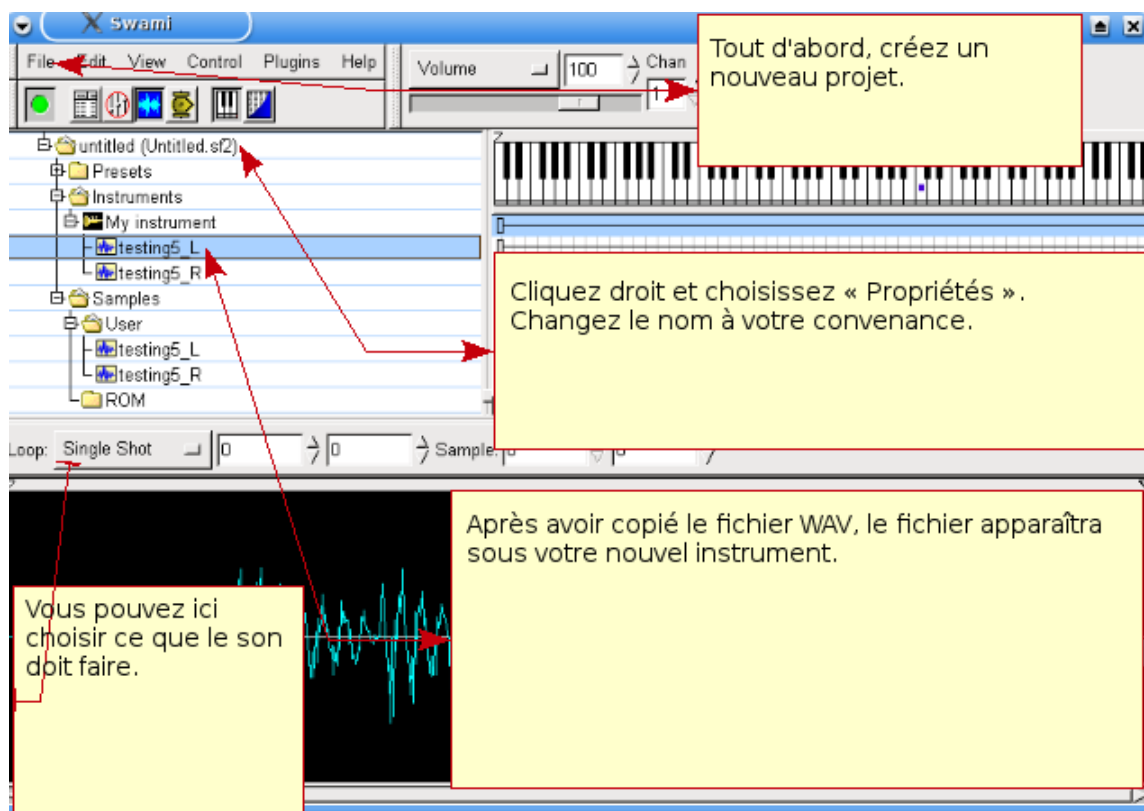 Swami
Tout d'abord, créez un
nouveau projet.
File Edit View Control Plugins Help
Volume 100 Chan
1
untitled (Untitled.sf2)
Presets
Instruments
My instrument
testing5_L
testing5_R
Samples
User
testing5_L
testing5_R
ROM
Cliquez droit et choisissez « Propriétés ».
Changez le nom à votre convenance.
Loop: Single Shot 0 0 Sample: 0 0
Après avoir copié le fichier WAV, le fichier apparaîtra
sous votre nouvel instrument.
Vous pouvez ici
choisir ce que le son
doit faire.